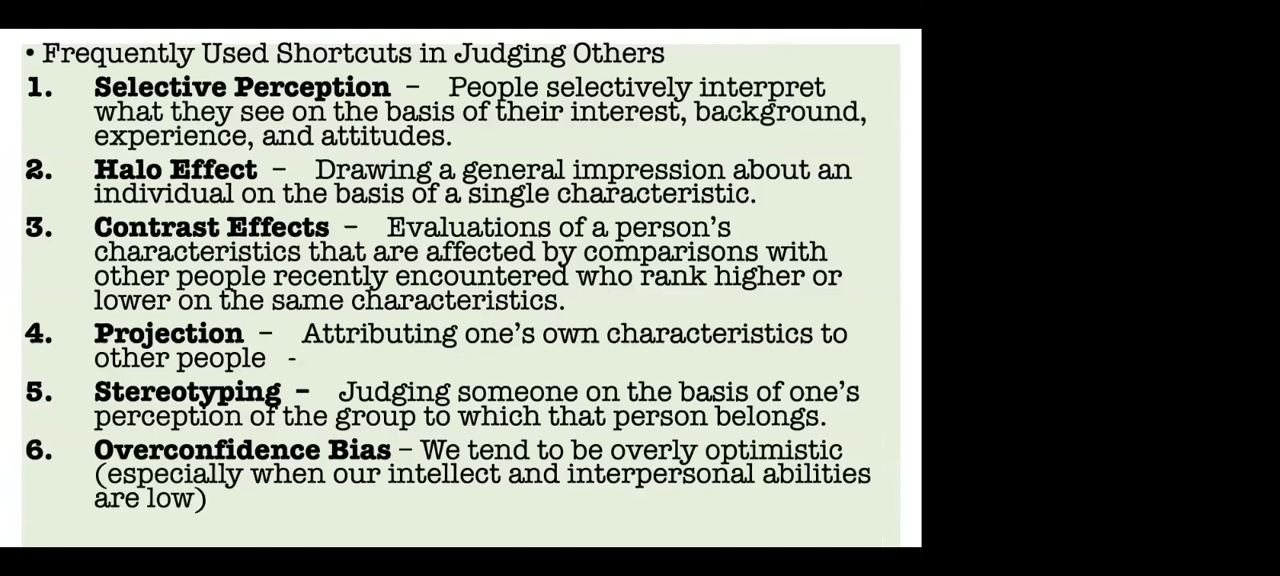 • Frequently Used Shortcuts in Judging Others
1. Selective Perception – People selectively interpret
what they see on the basis of their interest, background,
experience, and attitudes.
2. Halo Effect – Drawing a general impression about an
individual on the basis of a single characteristic.
3. Contrast Effects – Evaluations of a person’s
characteristics that are affected by comparisons with
other people recently encountered who rank higher or
lower on the same characteristics.
4. Projection – Attributing one’s own characteristics to
other people -
5. Stereotyping – Judging someone on the basis of one’s
perception of the group to which that person belongs.
6. Overconfidence Bias – We tend to be overly optimistic
(especially when our intellect and interpersonal abilities
are low)